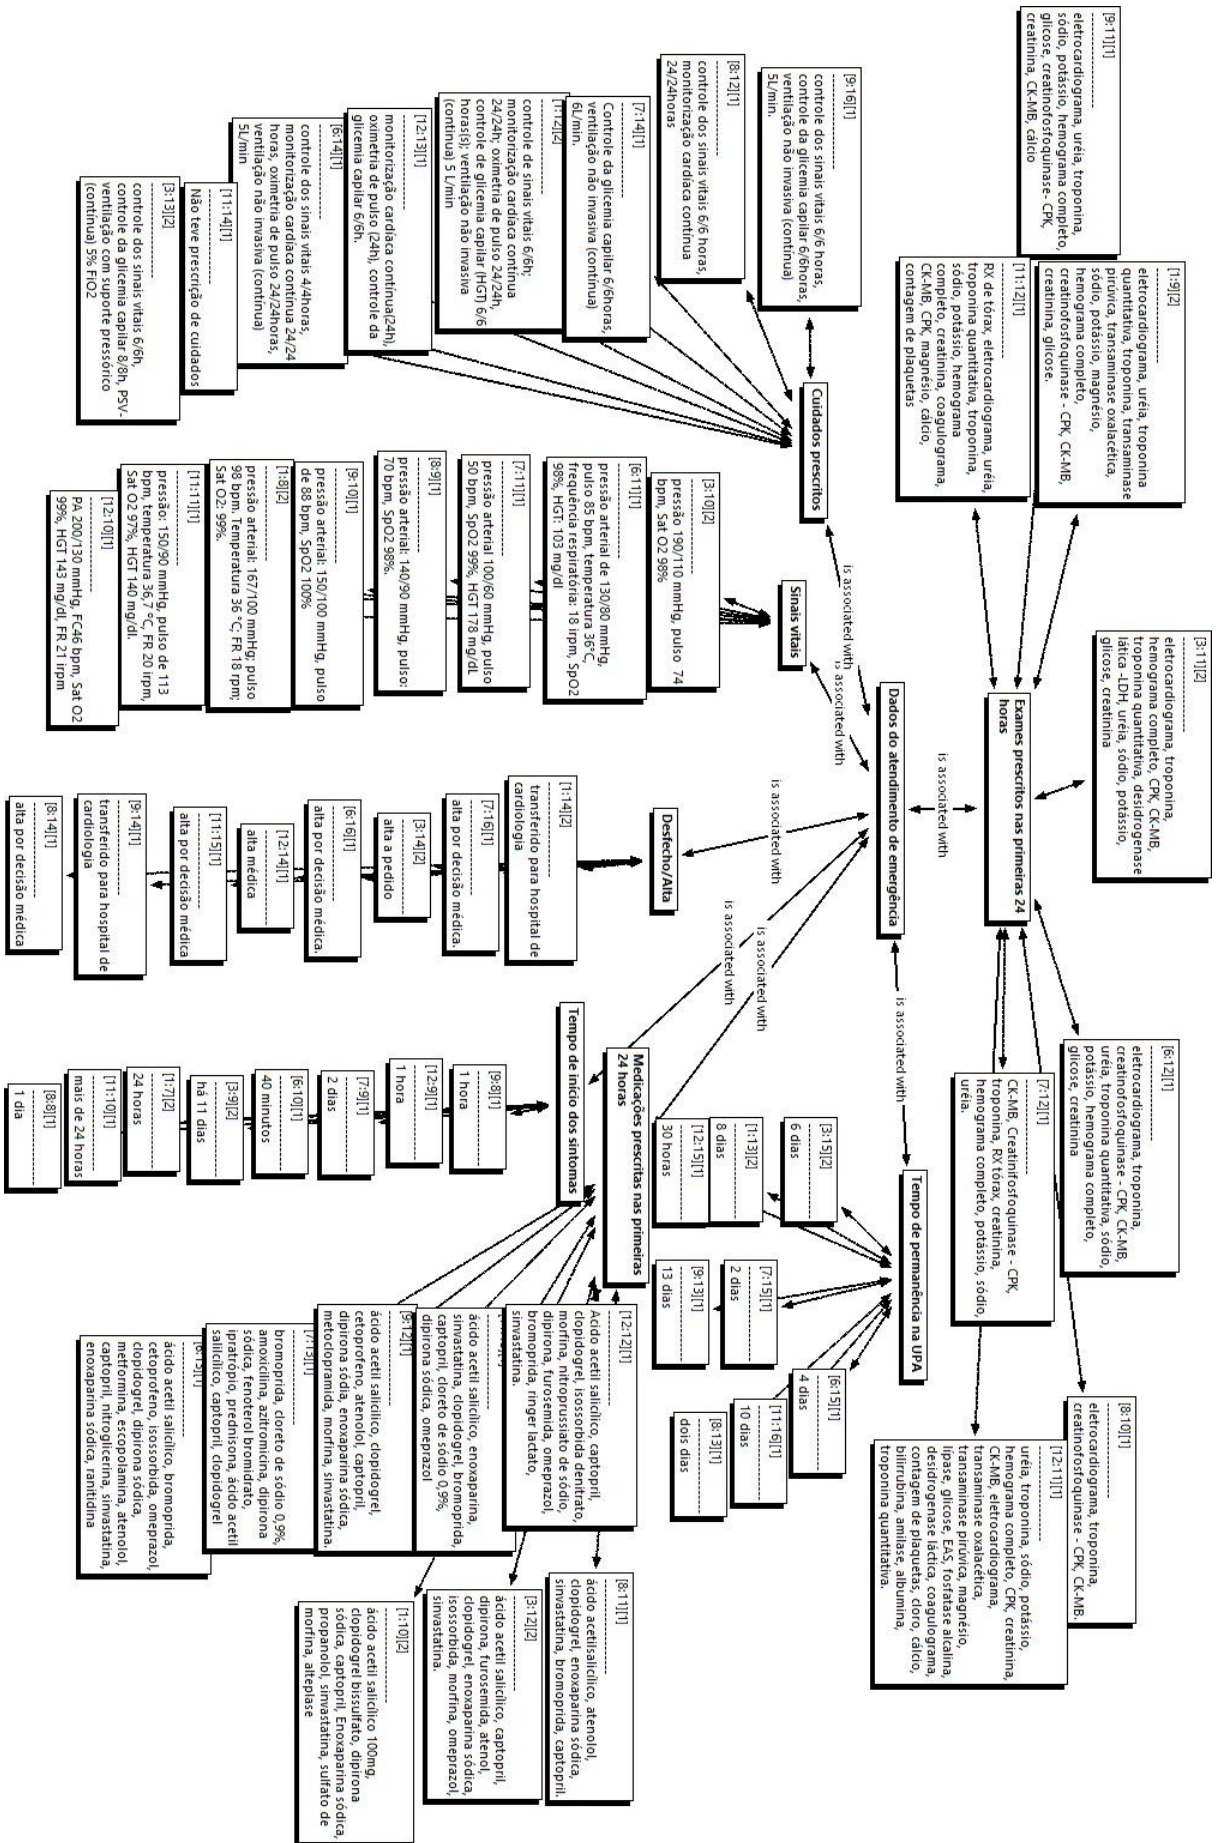 [3:11][2]
eletrocardiograma, troponina,
hemograma completo, CPK, CK-MB,
troponina quantitativa, desidrogenase
lática -LDH, uréia, sódio, potássio,
glicose, creatinina
[9:11][1]
eletrocardiograma, uréia, troponina,
sódio, potássio, hemograma completo,
glicose, creatinofosfoquinase- CPK,
creatinina, CK-MB, cálcio
[1:9][2]
eletrocardiograma, uréia, troponina
quantitativa, troponina, transaminase
pirúvica, transaminase oxalacética,
sódio, potássio, magnésio,
hemograma completo,
creatinofosfoquinase - CPK, CK-MB,
creatinina, glicose.
[6:12][1]
eletrocardiograma, troponina,
creatinofosfoquinase - CPK, CK-MB,
uréia, troponina quantitativa, sódio,
potássio, hemograma completo,
glicose, creatinina
[8:10][1]
eletrocardiograma, troponina,
creatinofosfoquinase - CPK, CK-MB.
[11:12][1]
RX de tórax, eletrocardiograma, uréia,
troponina quantitativa, troponina,
sódio, potássio, hemograma
completo, creatinina, coagulograma,
CK-MB, CPK, magnésio, cálcio,
contagem de plaquetas
Exames prescritos nas primeiras 24
horas
[7:12][1]
CK-MB, Creatinifosfoquinase - CPK,
troponina, RX tórax, creatinina,
hemograma completo, potássio, sódio,
uréia.
[12:11][1]
uréia, troponina, sódio, potássio,
hemograma completo, CPK, creatinina,
CK-MB, eletrocardiograma,
transaminase oxalacética,
transaminase pirúvica, magnésio,
lipase, glicose, EAS, fosfatase alcalina,
desidrogenase láctica, coagulograma,
contagem de plaquetas, cloro, cálcio,
bilirrubina, amilase, albumina,
troponina quantitativa.
is associated with
Dados do atendimento de emergência
is associated with
Tempo de permanência na UPA
is associated with
is associated with
is associated with
is associated with
is associated with
[9:16][1]
controle dos sinais vitais 6/6 horas,
controle da glicemia capilar 6/6horas,
ventilação não invasiva (contínuo)
5L/min.
Cuidados prescritos
Sinais vitais
[3:15][2]
6 dias
[1:13][2]
8 dias
[12:15][1]
30 horas
[7:15][1]
2 dias
[9:13][1]
13 dias
[6:15][1]
4 dias
[11:16][1]
10 dias
[8:13][1]
dois dias
[8:12][1]
controle dos sinais vitais 6/6 horas,
monitorização cardíaca contínua
24/24horas
[7:14][1]
Controle da glicemia capilar 6/6horas,
ventilação não invasiva (contínuo)
6L/min.
[1:12][2]
controle de sinais vitais 6/6h;
monitorização cardíaca contínua
24/24h; oximetria de pulso 24/24h,
controle de glicemia capilar (HGT) 6/6
horas(s); ventilação não invasiva
(contínua) 5 L/min
[12:13][1]
monitorização cardíaca contínua(24h),
oximetria de pulso (24h), controle da
glicemia capilar 6/6h.
[6:14][1]
controle dos sinais vitais 4/4horas,
monitorização cardíaca contínua 24/24
horas, oximetria de pulso 24/24horas,
ventilação não invasiva (contínuo)
5L/min
[11:14][1]
Não teve prescrição de cuidados
[3:13][2]
controle dos sinais vitais 6/6h,
controle da glicemia capilar 8/8h, PSV-
ventilação com suporte pressórico
(contínuo) 5% FiO2
[3:10][2]
pressão 190/110 mmHg, pulso 74
bpm, Sat O2 98%
[6:11][1]
pressão arterial de 130/80 mmHg,
pulso 85 bpm, temperatura 36°C,
frequência respiratória: 18 irpm, SpO2
98%, HGT: 103 mg/dl
[7:11][1]
pressão arterial 100/60 mmHg, pulso
50 bpm, SpO2 99%, HGT 178 mg/dL
[8:9][1]
pressão arterial: 140/90 mmHg, pulso:
70 bpm, SpO2 98%.
[9:10][1]
pressão arterial: 150/100 mmHg, pulso
de 88 bpm, SpO2 100%
[1:8][2]
pressão arterial: 167/100 mmHg; pulso
98 bpm. Temperatura 36 °C; FR 18 rpm;
Sat O2: 99%.
[11:11][1]
pressão: 150/90 mmHg, pulso de 113
bpm, temperatura 36,7 °C, FR 20 irpm,
Sat O2 97%, HGT 140 mg/dl.
[12:10][1]
PA 200/130 mmHg, FC46 bpm, Sat O2
99%, HGT 143 mg/dl, FR 21 irpm
Desfecho/Alta
[1:14][2]
transferido para hospital de
cardiologia
[7:16][1]
alta por decisão médica.
[3:14][2]
alta a pedido
[6:16][1]
alta por decisão médica.
[12:14][1]
alta médica
[11:15][1]
alta por decisão médica
[9:14][1]
transferido para hospital de
cardiologia
[8:14][1]
alta por decisão médica
Medicações prescritas nas primeiras
24 horas
Tempo de início dos sintomas
[9:8][1]
1 hora
[12:9][1]
1 hora
[7:9][1]
2 dias
[6:10][1]
40 minutos
[3:9][2]
há 11 dias
[1:7][2]
24 horas
[11:10][1]
mais de 24 horas
[8:8][1]
1 dia
[12:12][1]
Acido acetil salicílico, captopril,
clopidogrel, isossorbida denitrato,
morfina, nitroprussiato de sódio,
dipirona, furosemida, omeprazol,
bromoprida, ringer lactato,
sinvastatina.
ácido acetil salicílico, enoxaparina,
sinvastatina, clopidogrel, bromoprida,
captopril, cloreto de sódio 0,9%,
dipirona sódica, omeprazol
[9:12][1]
ácido acetil salicílico, clopidogrel,
cetoprofeno, atenolol, captopril,
dipirona sódia, enoxaparina sódica,
metoclopramida, morfina, sinvastatina.
[7:13][1]
bromoprida, cloreto de sódio 0,9%,
amoxicilina, azitromicina, dipirona
sódica, fenoterol bromidrato,
ipratrópio, prednisona, ácido acetil
salicílico, captopril, clopidogrel
ácido acetil salicílico, bromoprida,
cetoprofeno, isossorbida, omeprazol,
clopidogrel, dipirona sódica,
metformina, escopolamina, atenolol,
captopril, nitroglicerina, sinvastatina,
enoxaparina sódica, ranitidina
[8:11][1]
ácido acetilsalicílico, atenolol,
clopidogrel, enoxaparina sódica,
sinvastatina, bromoprida, captopril.
[3:12][2]
ácido acetil salicílico, captopril,
dipirona, furosemida, atenol,
clopidogrel, enoxaparina sódica,
isossorbida, morfina, omeprazol,
sinvastatina.
[1:10][2]
ácido acetil salicílico 100mg,
clopidogrel bissulfato, dipirona
sódica, captopril, Enoxaparina sódica,
propanolol, sinvastatina, sulfato de
morfina, alteplase